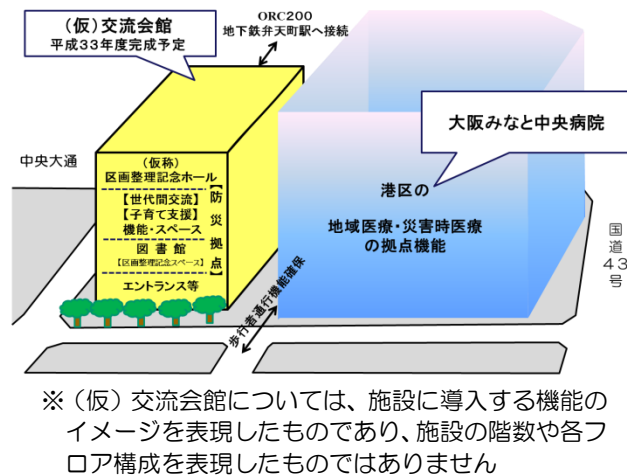 (仮)交流会館
平成33年度完成予定
ORC200
地下鉄弁天町駅へ接続
大阪みなと中央病院
中央大通
(仮称)
区画整理記念ホール
【世代間交流】
【子育て支援】
機能・スペース
図書館
【区画整理記念スペース】
エントランス等
【防災拠点】
港区の
地域医療・災害時医療
の拠点機能
国道43号
歩行者通行機能確保
※(仮)交流会館については、施設に導入する機能の
イメージを表現したものであり、施設の階数や各フ
ロア構成を表現したものではありません